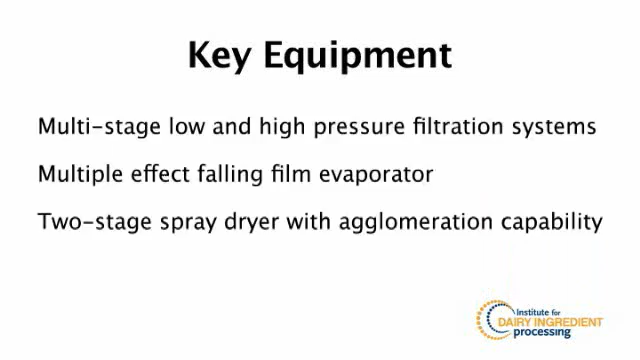 Key Equipment
Multi-stage low and high pressure filtration systems
Multiple effect falling film evaporator
Two-stage spray dryer with agglomeration capability
Institute for
DAIRY INGREDIENT
processing